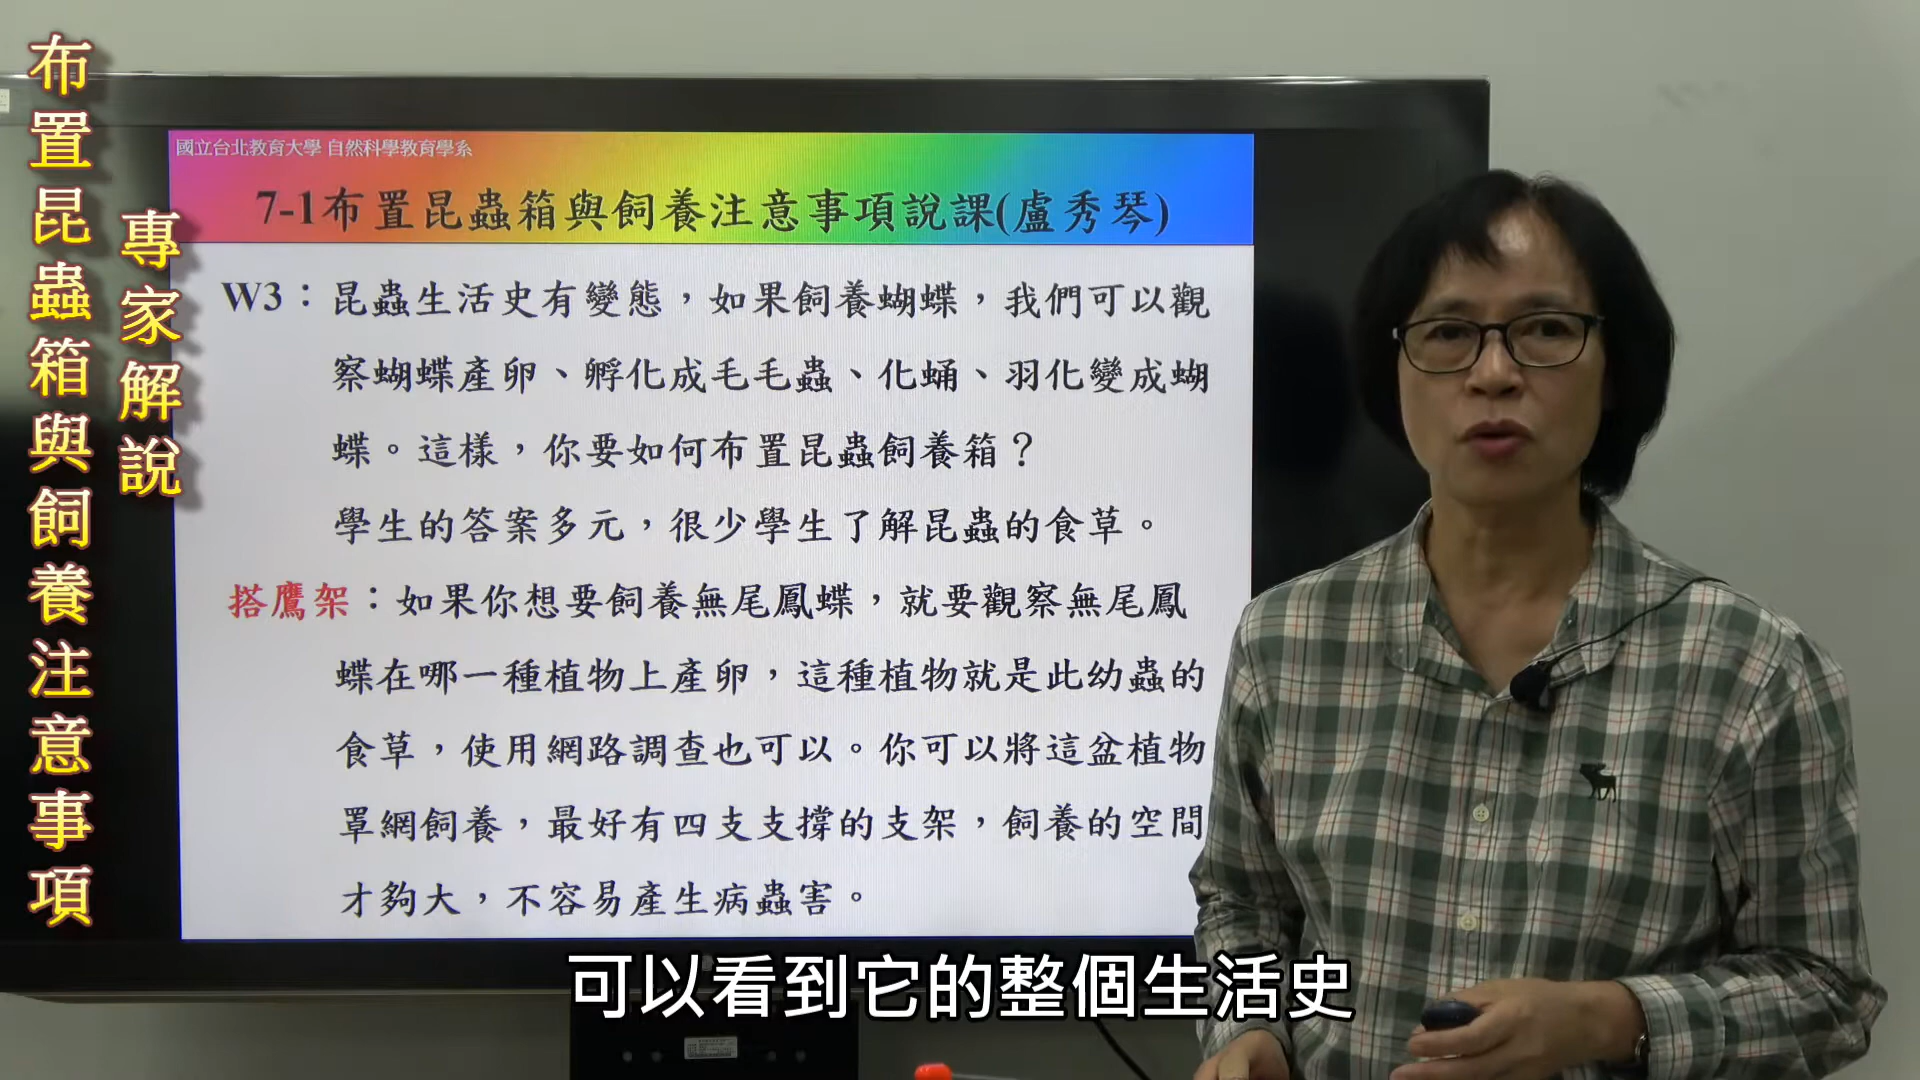 布置昆蟲箱與飼養注意事項
專家解說
國立台北教育大學 自然科學教育學系
7-1布置昆蟲箱與飼養注意事項說課(盧秀琴)
W3：昆蟲生活史有變態，如果飼養蝴蝶，我們可以觀
察蝴蝶產卵、孵化成毛毛蟲、化蛹、羽化變成蝴
蝶。這樣，你要如何布置昆蟲飼養箱？
學生的答案多元，很少學生了解昆蟲的食草。
搭鷹架：如果你想要飼養無尾鳳蝶，就要觀察無尾鳳
蝶在哪一種植物上產卵，這種植物就是此幼蟲的
食草，使用網路調查也可以。你可以將這盆植物
罩網飼養，最好有四支支撐的支架，飼養的空間
才夠大，不容易產生病蟲害。
可以看到它的整個生活史